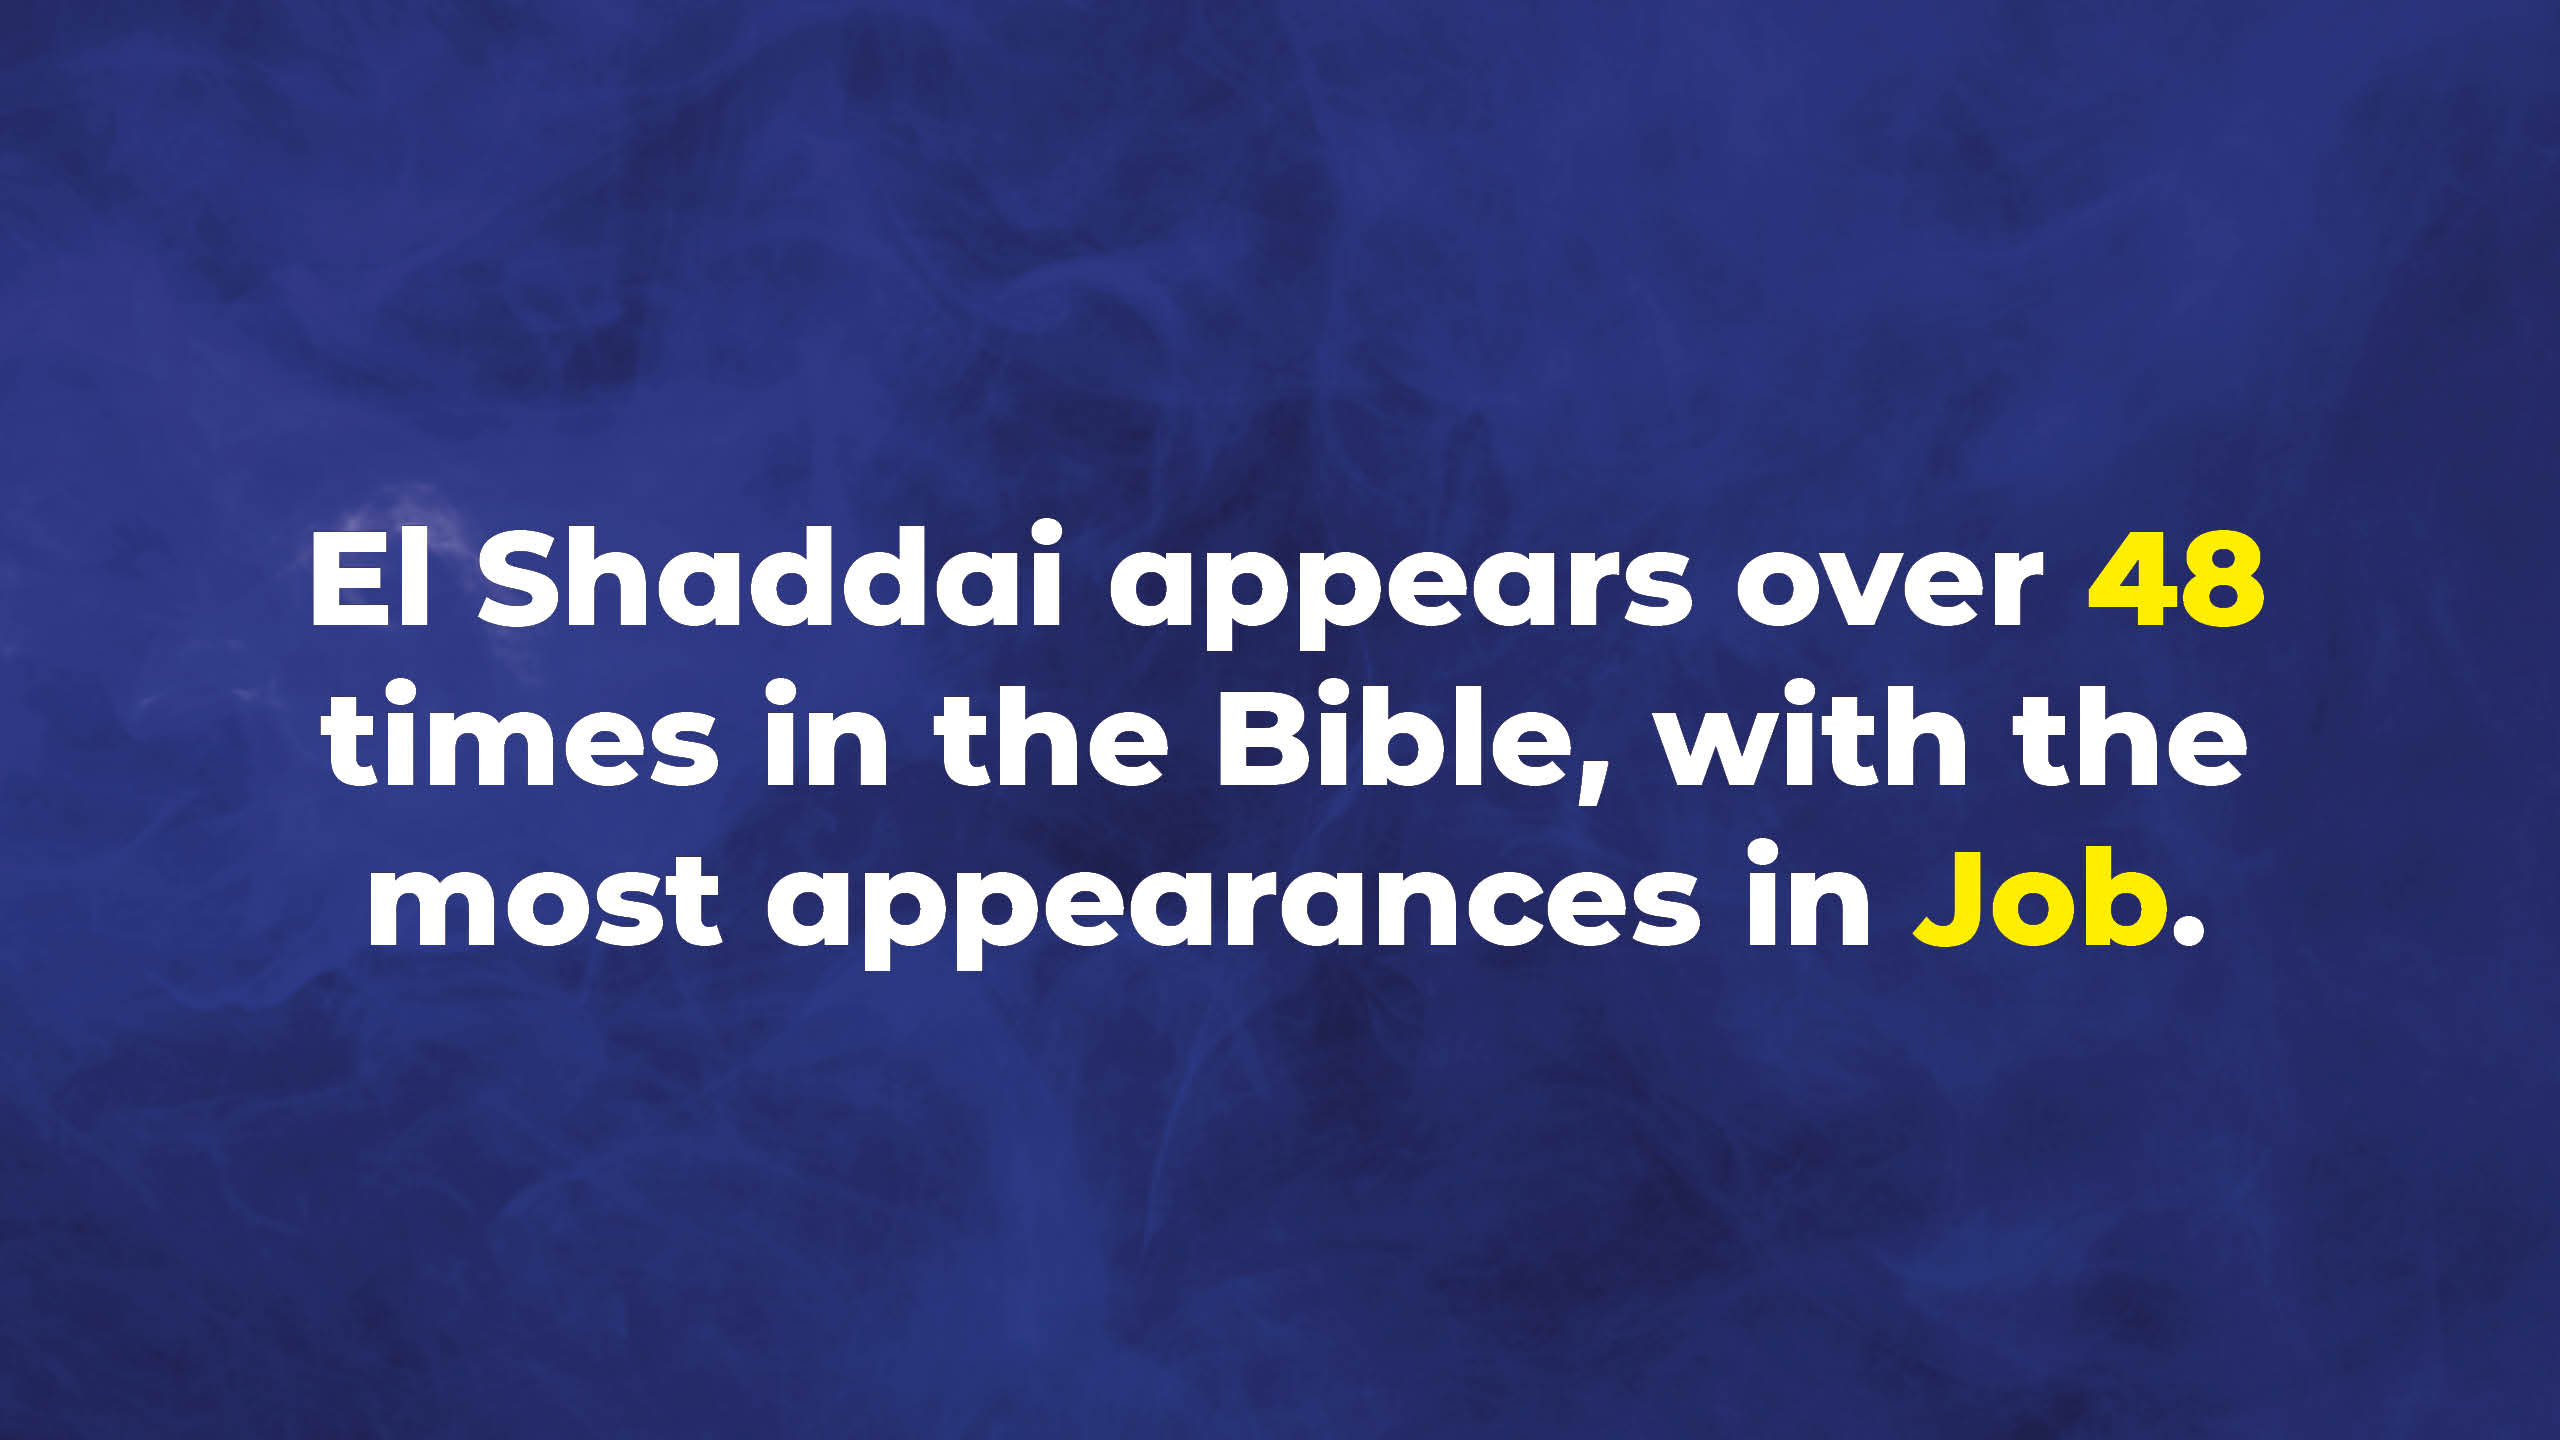 El Shaddai appears over 48
times in the Bible, with the
most appearances in Job.